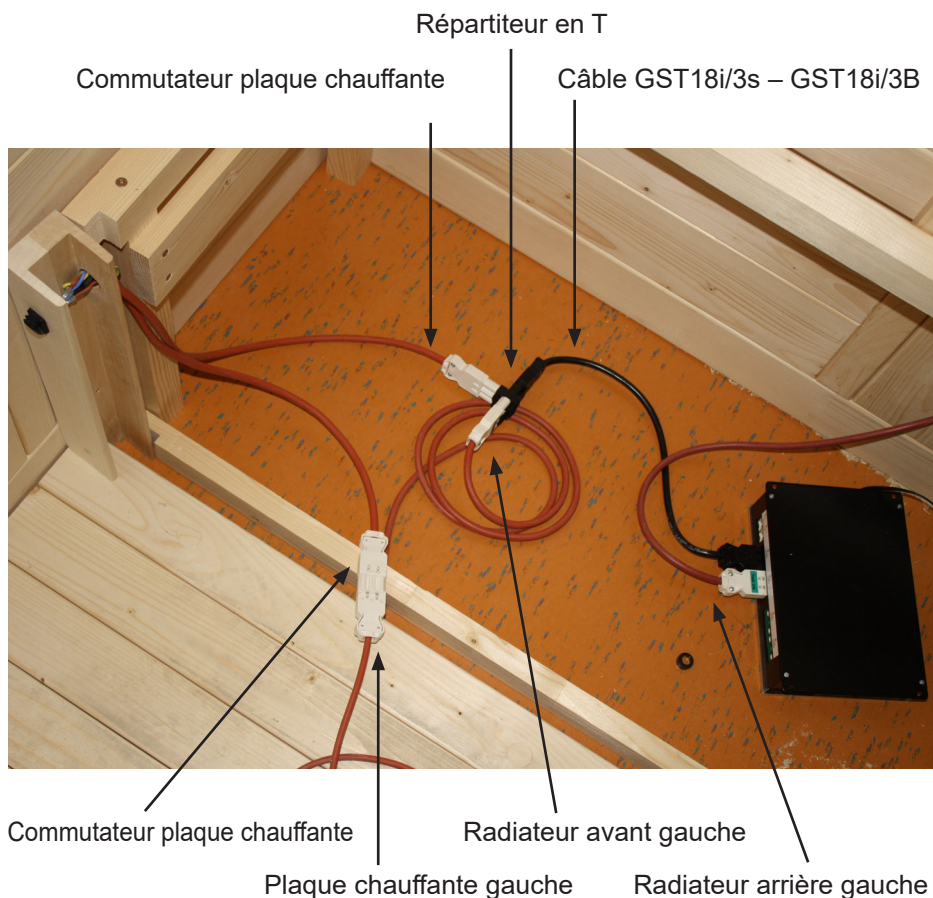 Répartiteur en T
Commutateur plaque chauffante
Câble GST18i/3s – GST18i/3B
Commutateur plaque chauffante
Radiateur avant gauche
Plaque chauffante gauche
Radiateur arrière gauche